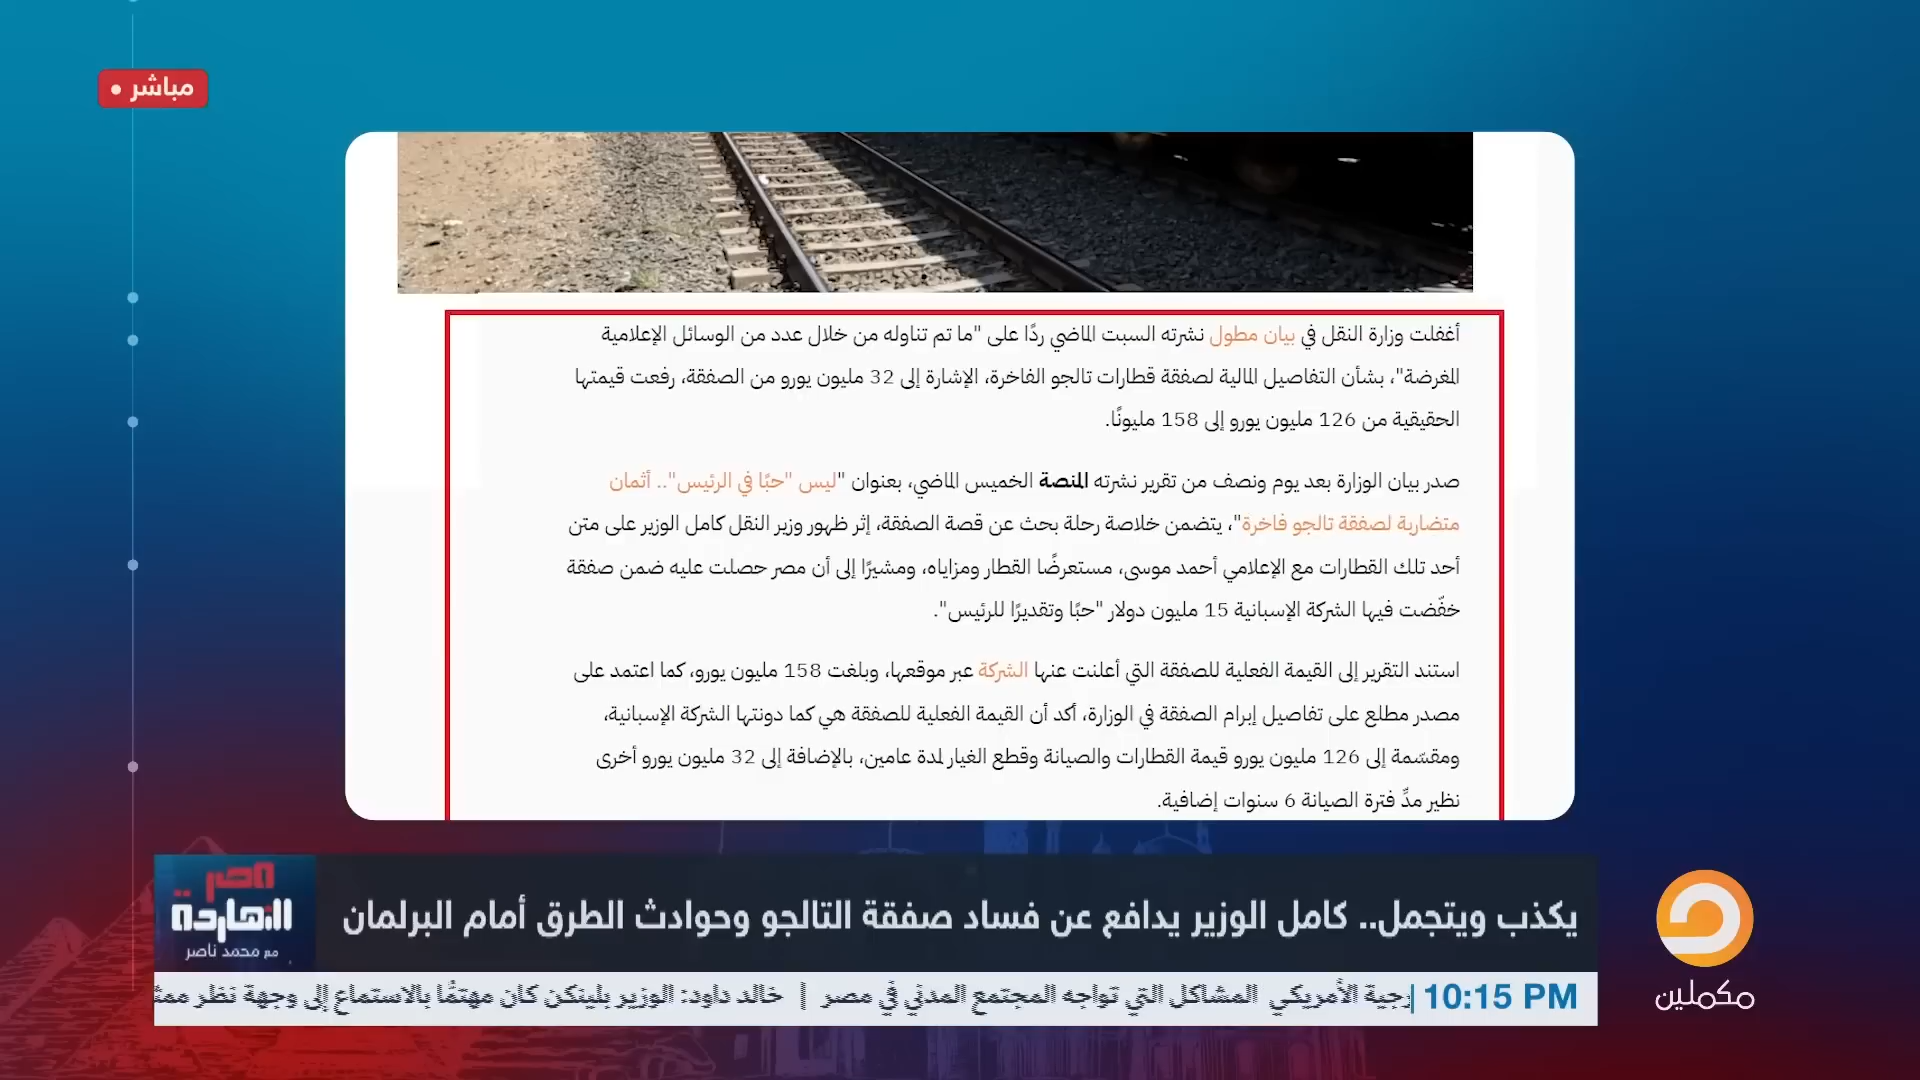 مباشر
أغفلت وزارة النقل في بيان مطول نشرته السبت الماضي ردًا على "ما تم تناوله من خلال عدد من الوسائل الإعلامية
المغرضة"، بشأن التفاصيل المالية لصفقة قطارات تالجو الفاخرة، الإشارة إلى 32 مليون يورو من الصفقة، رفعت قيمتها
الحقيقية من 126 مليون يورو إلى 158 مليونًا.
صدر بيان الوزارة بعد يوم ونصف من تقرير نشرته المنصة الخميس الماضي، بعنوان "ليس "حبًا في الرئيس".. أثمان
متضاربة لصفقة تالجو فاخرة"، يتضمن خلاصة رحلة بحث عن قصة الصفقة، إثر ظهور وزير النقل كامل الوزير على متن
أحد تلك القطارات مع الإعلامي أحمد موسى، مستعرضًا القطار ومزاياه، ومشيرًا إلى أن مصر حصلت عليه ضمن صفقة
خفّضت فيها الشركة الإسبانية 15 مليون دولار "حبًا وتقديرًا للرئيس".
استند التقرير إلى القيمة الفعلية للصفقة التي أعلنت عنها الشركة عبر موقعها، وبلغت 158 مليون يورو، كما اعتمد على
مصدر مطلع على تفاصيل إبرام الصفقة في الوزارة، أكد أن القيمة الفعلية للصفقة هي كما دونتها الشركة الإسبانية،
ومقسّمة إلى 126 مليون يورو قيمة القطارات والصيانة وقطع الغيار لمدة عامين، بالإضافة إلى 32 مليون يورو أخرى
نظير مدِّ فترة الصيانة 6 سنوات إضافية.
مصر
النهاردة
مع محمد ناصر
يكذب ويتجمل.. كامل الوزير يدافع عن فساد صفقة التالجو وحوادث الطرق أمام البرلمان
10:15 PM
الأمريكي المشاكل التي تواجه المجتمع المدني في مصر | خالد داود: الوزير بلينكن كان مهتمًا بالاستماع إلى وجهة نظر
مكملين